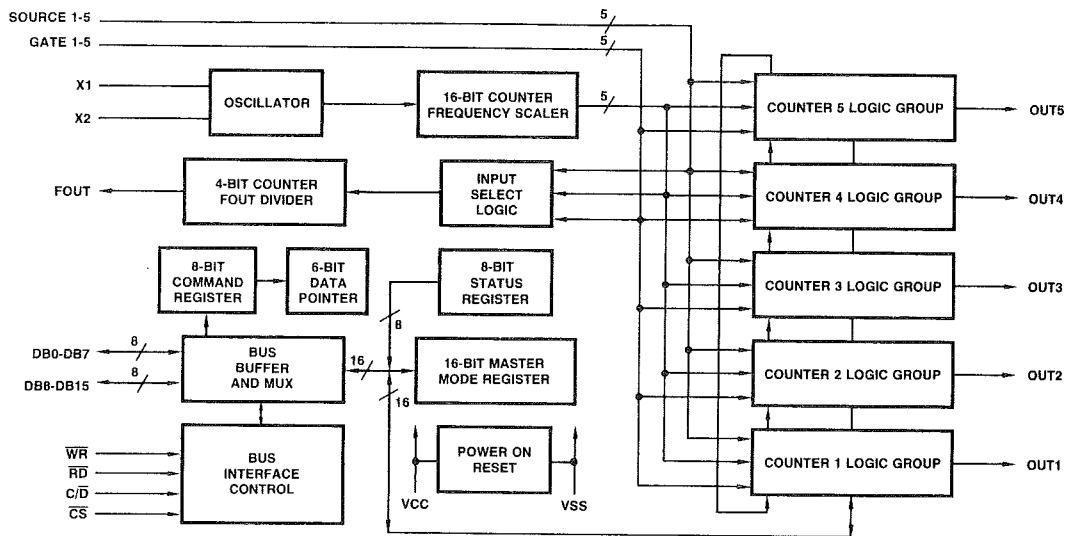 SOURCE 1-5
5
GATE 1-5
5
X1
X2
OSCILLATOR
16-BIT COUNTER
FREQUENCY SCALER
5
COUNTER 5 LOGIC GROUP
OUT5
FOUT
4-BIT COUNTER
FOUT DIVIDER
INPUT
SELECT
LOGIC
COUNTER 4 LOGIC GROUP
OUT4
8-BIT
COMMAND
REGISTER
6-BIT
DATA
POINTER
8-BIT
STATUS
REGISTER
COUNTER 3 LOGIC GROUP
OUT3
8
DB0-DB7
8
DB8-DB15
8
BUS
BUFFER
AND MUX
16
16
16-BIT MASTER
MODE REGISTER
COUNTER 2 LOGIC GROUP
OUT2
WR
RD
C/D
CS
BUS
INTERFACE
CONTROL
POWER ON
RESET
VCC
VSS
COUNTER 1 LOGIC GROUP
OUT1